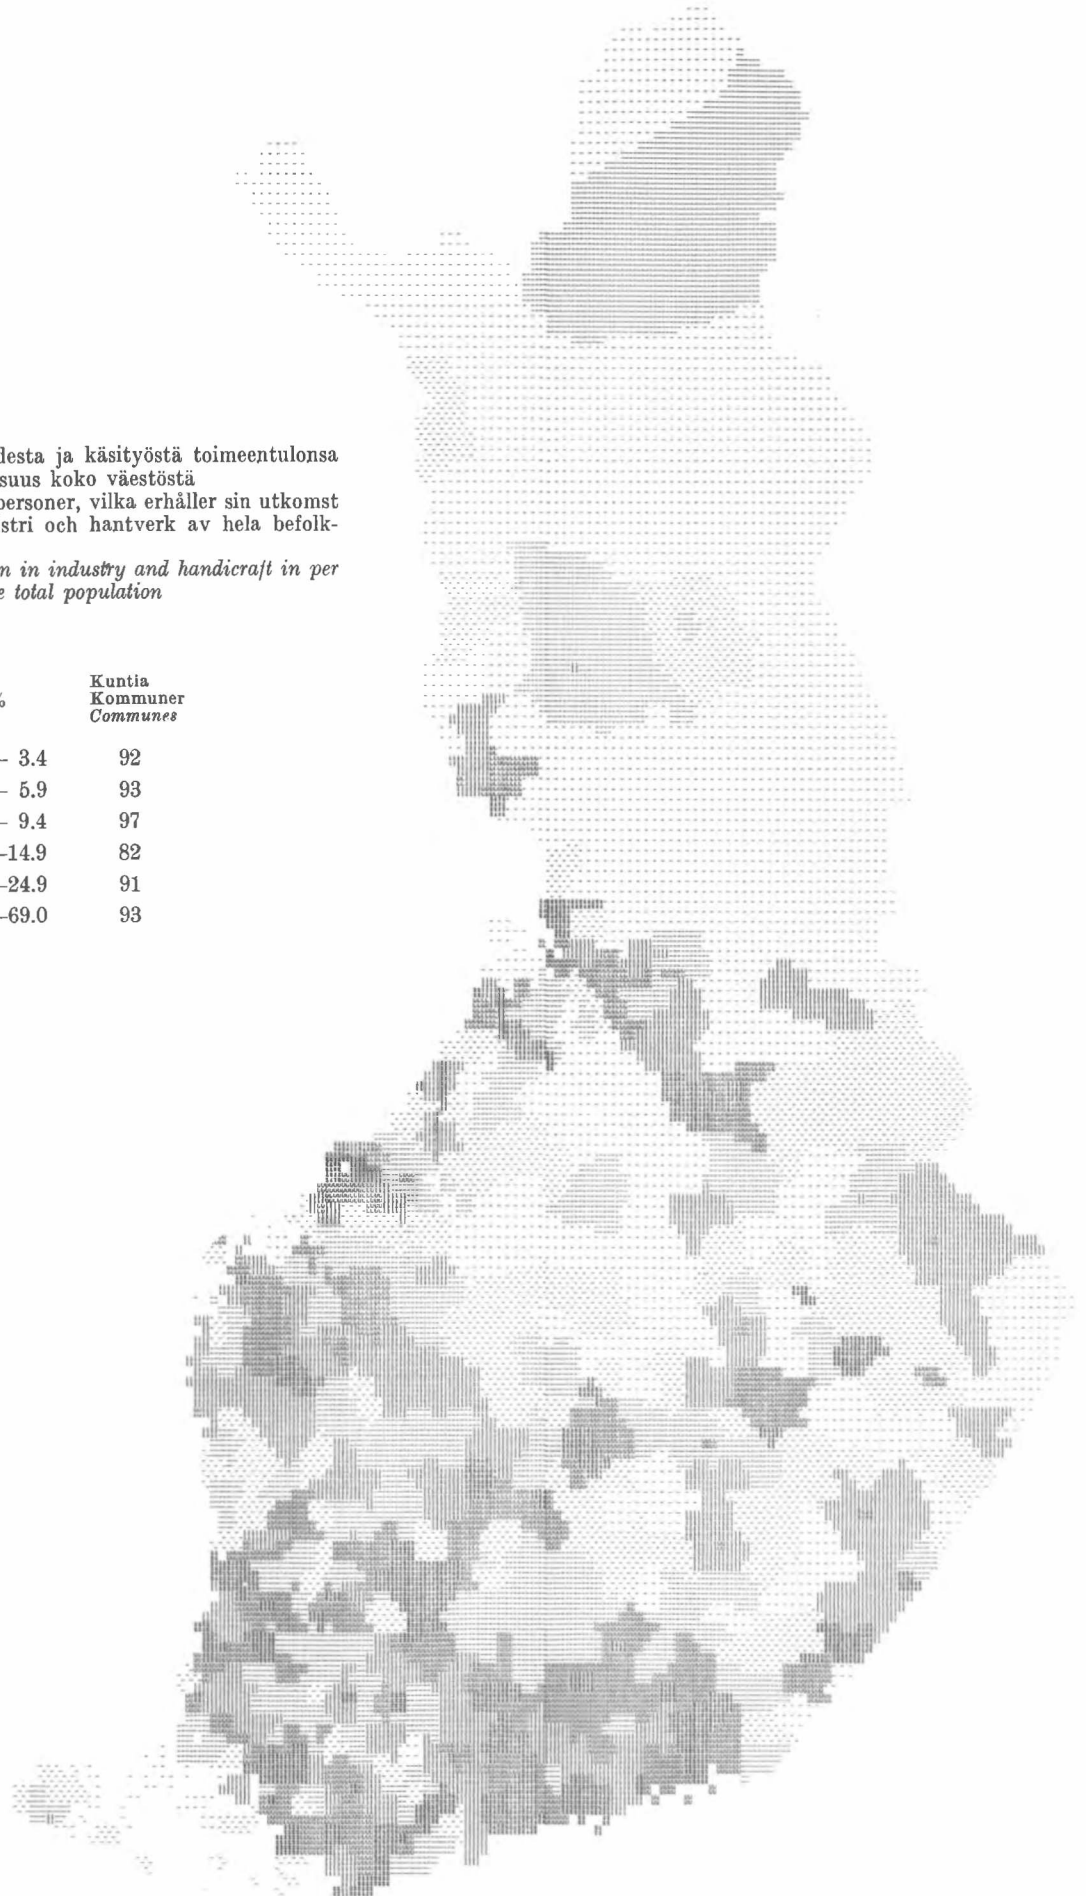 desta ja käsityöstä toimeentulonsa
suus koko väestöstä
personer, vilka erhåller sin utkomst
stri och hantverk av hela befolk-
n in industry and handicraft in per
e total population
Kuntia
% Kommuner
Communes
– 3.4 92
– 5.9 93
– 9.4 97
–14.9 82
–24.9 91
–69.0 93